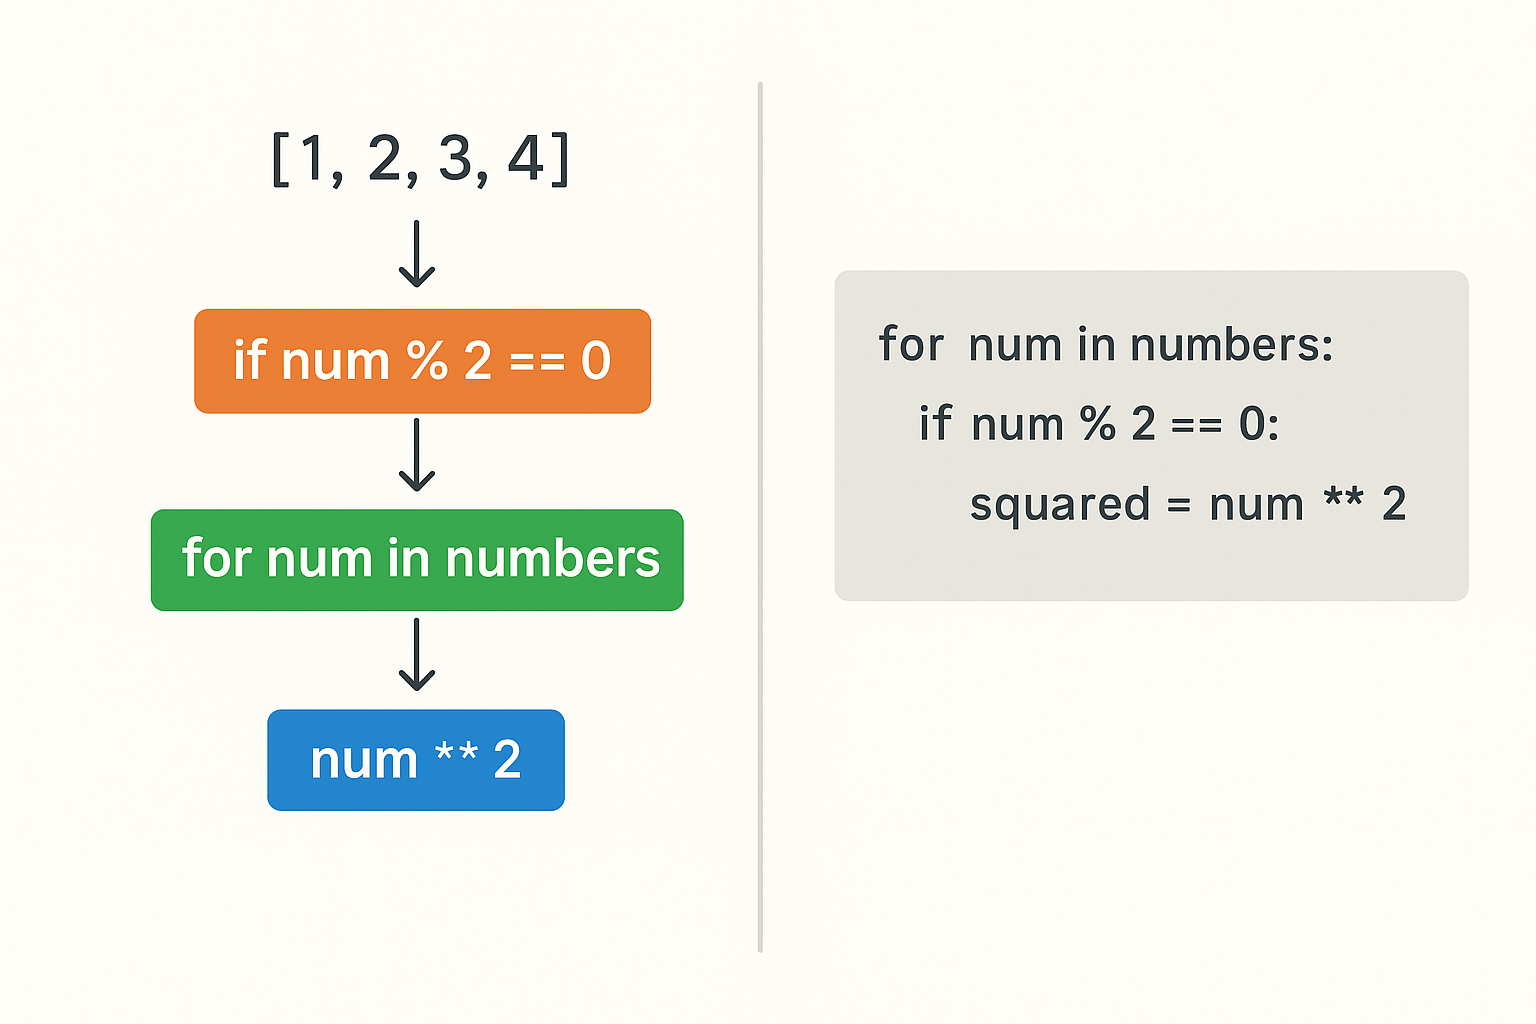 [1, 2, 3, 4]
if num % 2 == 0
for num in numbers
num ** 2
for num in numbers:
if num % 2 == 0:
squared = num ** 2